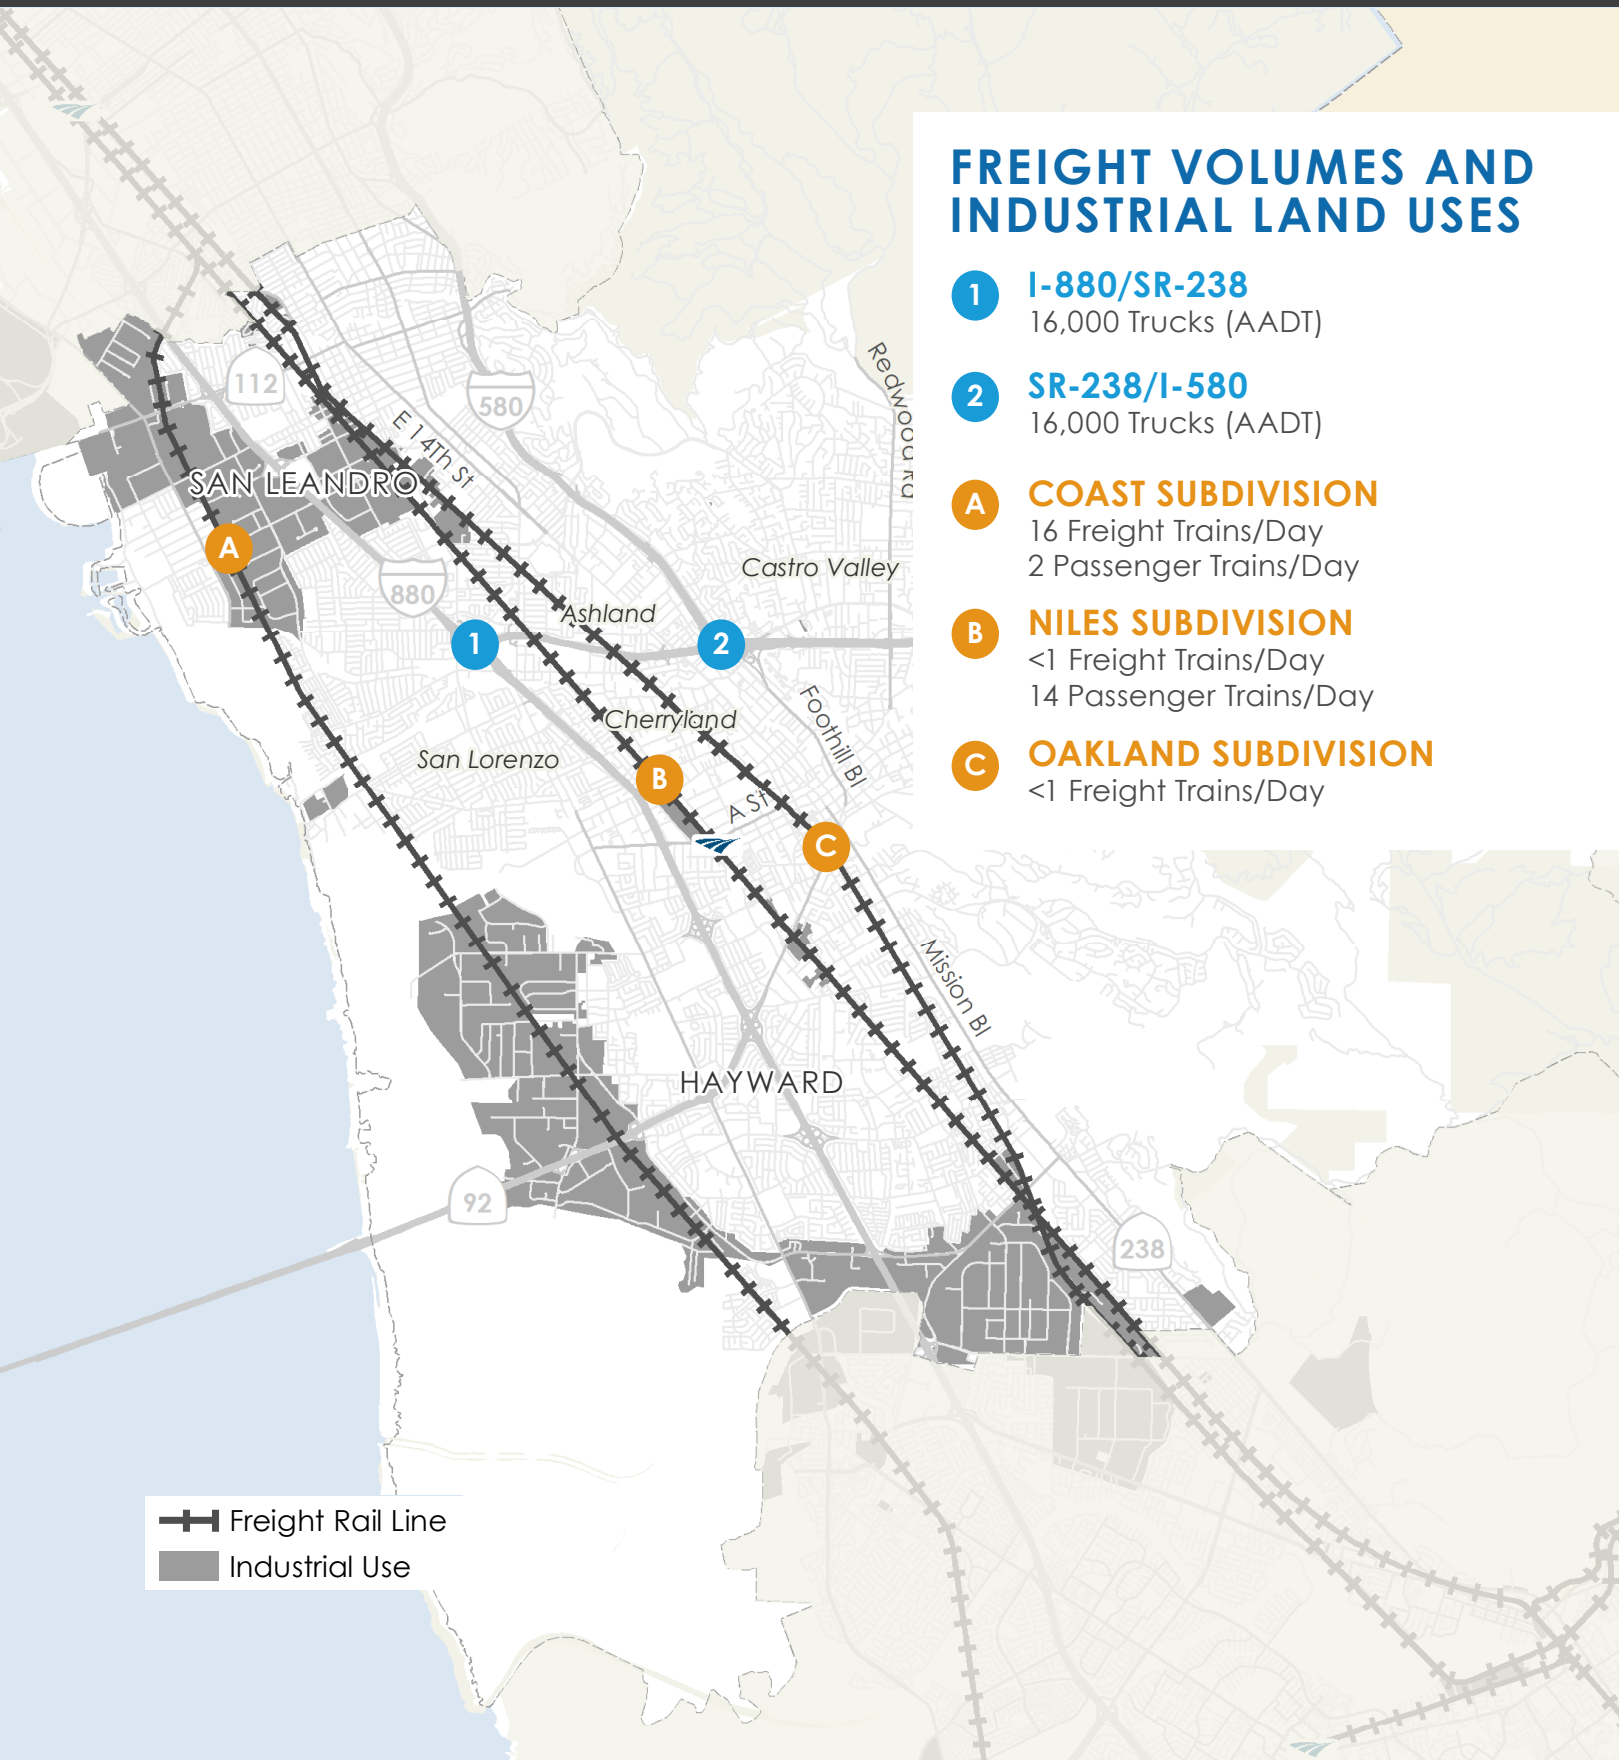 FREIGHT VOLUMES AND
INDUSTRIAL LAND USES
1
I-880/SR-238
16,000 Trucks (AADT)
2
SR-238/I-580
16,000 Trucks (AADT)
A
COAST SUBDIVISION
16 Freight Trains/Day
2 Passenger Trains/Day
B
NILES SUBDIVISION
<1 Freight Trains/Day
14 Passenger Trains/Day
C
OAKLAND SUBDIVISION
<1 Freight Trains/Day
112
580
Redwood Rd
E 14Th St
SAN LEANDRO
A
880
Castro Valley
Ashland
1
2
Foothill Bl
Cherryland
San Lorenzo
B
A St
C
Mission Bl
HAYWARD
92
238
Freight Rail Line
Industrial Use